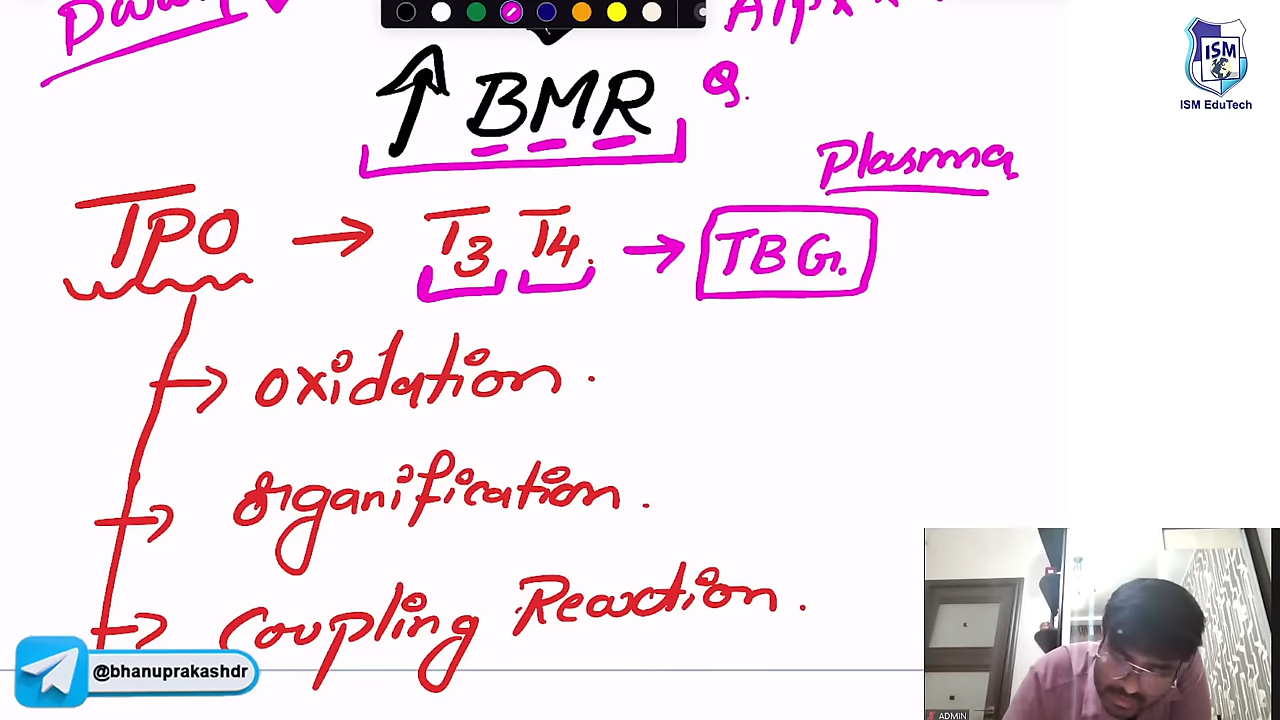 ISM
ISM EduTech
↑ BMR
Q.
Plasma
TPO → T3 T4. → TBG.
→ oxidation.
→ organification.
→ Coupling Reaction.
@bhanuprakashdr
ADMIN